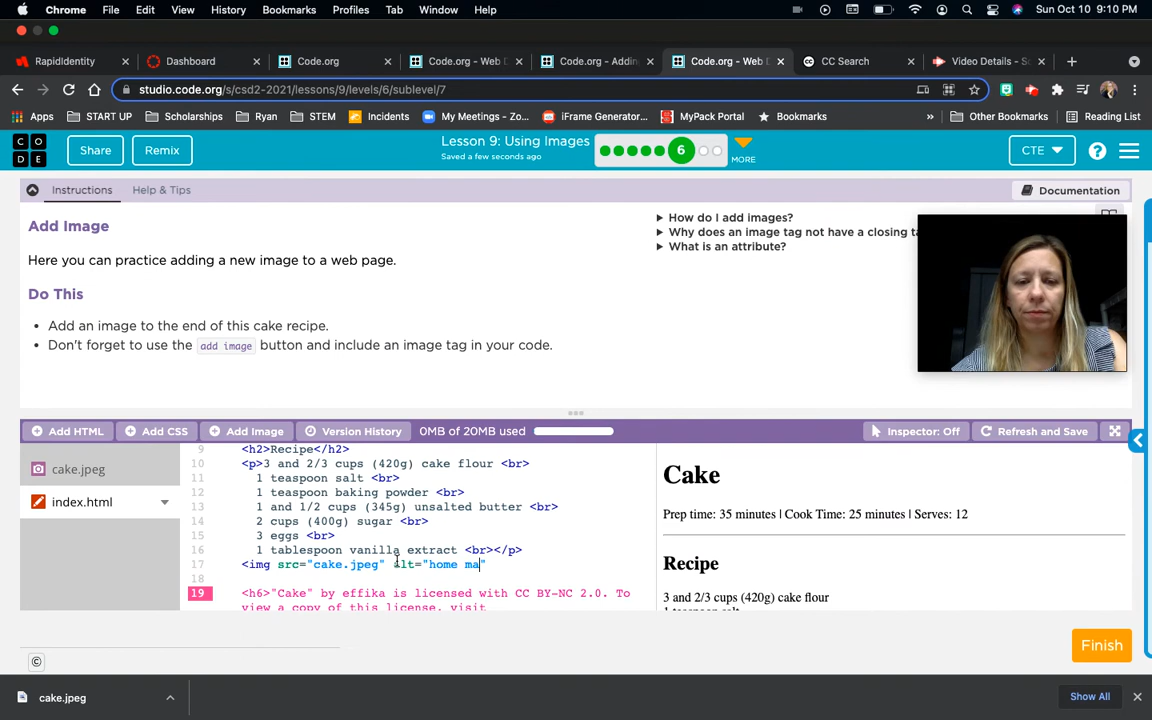 Chrome File Edit View History Bookmarks Profiles Tab Window Help Sun Oct 10 9:10 PM
RapidIdentity × Dashboard × Code.org × Code.org - Web D × Code.org - Addin × Code.org - Web D × CC Search × Video Details - Sc × +
studio.code.org/s/csd2-2021/lessons/9/levels/6/sublevel/7
Apps START UP Scholarships Ryan STEM Incidents My Meetings - Zo... iFrame Generator... MyPack Portal Bookmarks » Other Bookmarks Reading List
CO
DE
Share Remix Lesson 9: Using Images
Saved a few seconds ago
6 MORE CTE ?
Instructions Help & Tips Documentation
Add Image
Here you can practice adding a new image to a web page.
Do This
• Add an image to the end of this cake recipe.
• Don't forget to use the add image button and include an image tag in your code.
How do I add images?
Why does an image tag not have a closing ta
What is an attribute?
Add HTML Add CSS Add Image Version History 0MB of 20MB used Inspector: Off Refresh and Save
cake.jpeg
index.html
9 <h2>Recipe</h2>
10 <p>3 and 2/3 cups (420g) cake flour <br>
11 1 teaspoon salt <br>
12 1 teaspoon baking powder <br>
13 1 and 1/2 cups (345g) unsalted butter <br>
14 2 cups (400g) sugar <br>
15 3 eggs <br>
16 1 tablespoon vanilla extract <br></p>
17 <img src="cake.jpeg" alt="home ma"
18
19 <h6>"Cake" by effika is licensed with CC BY-NC 2.0. To
view a copy of this license, visit
Cake
Prep time: 35 minutes | Cook Time: 25 minutes | Serves: 12
Recipe
3 and 2/3 cups (420g) cake flour
1 teaspoon salt
Finish
©
cake.jpeg Show All ×